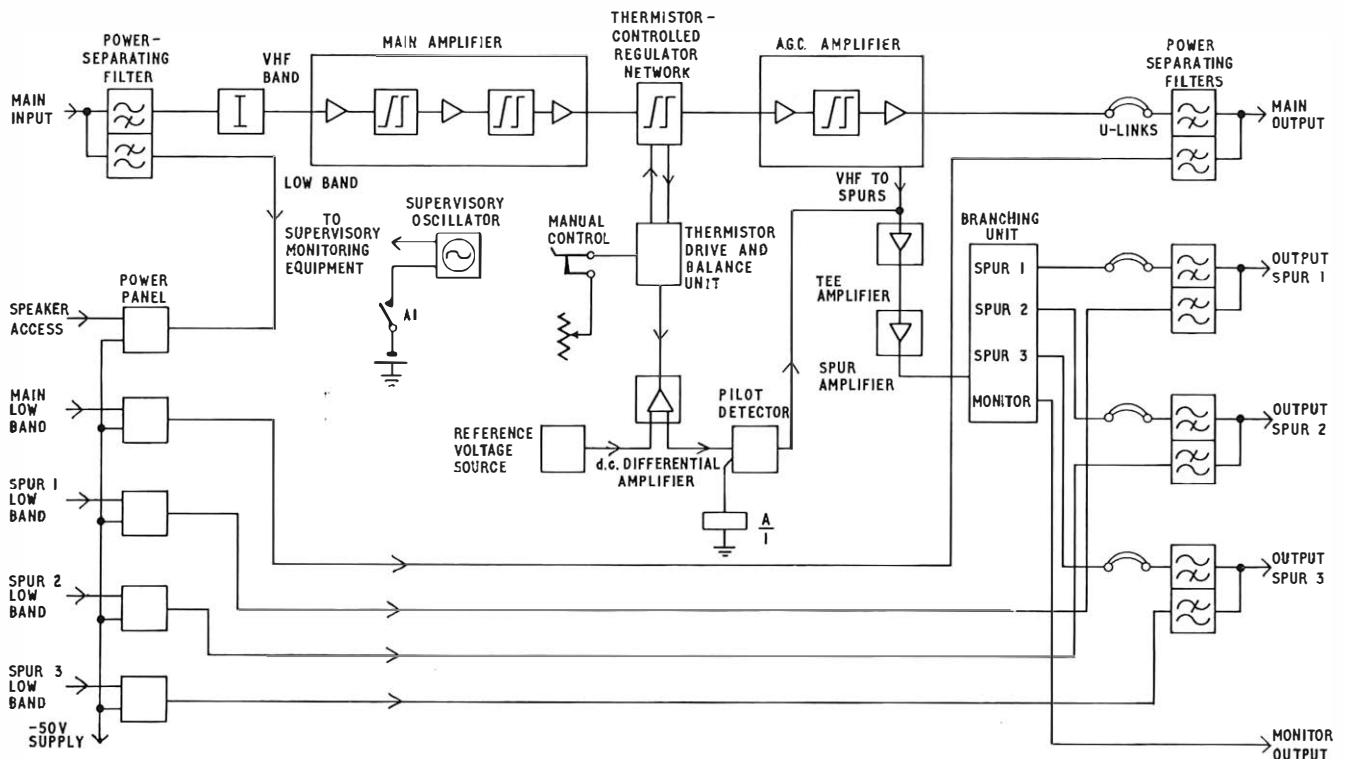 THERMISTOR-
CONTROLLED
REGULATOR
NETWORK
POWER-
SEPARATING
FILTER
VHF
BAND
MAIN AMPLIFIER
A.G.C. AMPLIFIER
POWER
SEPARATING
FILTERS
MAIN
INPUT
MAIN
OUTPUT
U-LINKS
LOW BAND
VHF TO
SPURS
TO
SUPERVISORY
MONITORING
EQUIPMENT
SUPERVISORY
OSCILLATOR
MANUAL
CONTROL
THERMISTOR
DRIVE AND
BALANCE
UNIT
BRANCHING
UNIT
SPUR 1
SPUR 2
SPUR 3
MONITOR
OUTPUT
SPUR 1
TEE
AMPLIFIER
POWER
PANEL
SPEAKER
ACCESS
A1
SPUR
AMPLIFIER
MAIN
LOW
BAND
PILOT
DETECTOR
REFERENCE
VOLTAGE
SOURCE
d.c. DIFFERENTIAL
AMPLIFIER
OUTPUT
SPUR 2
SPUR 1
LOW
BAND
A
1
SPUR 2
LOW
BAND
OUTPUT
SPUR 3
SPUR 3
LOW
BAND
-50V
SUPPLY
MONITOR
OUTPUT